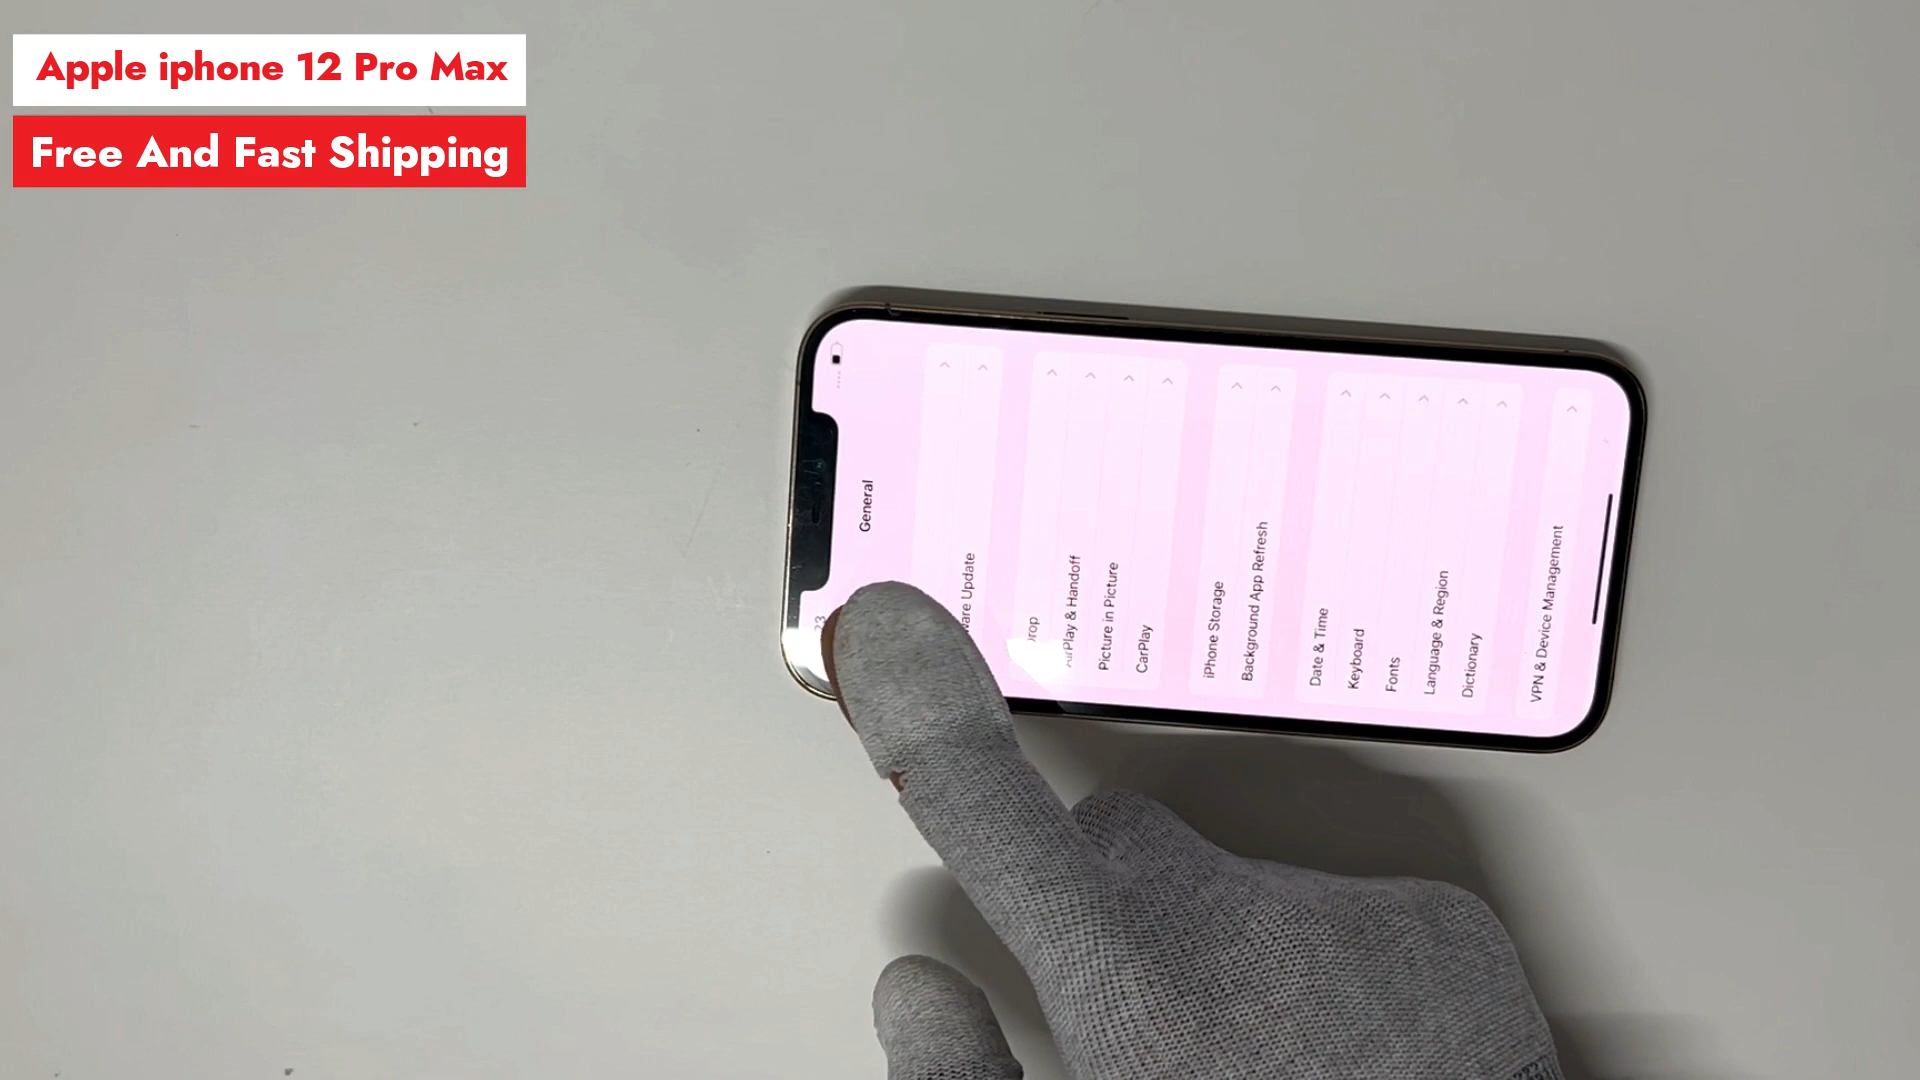 Apple iphone 12 Pro Max
Free And Fast Shipping
General
Update
Picture in Picture
CarPlay
iPhone Storage
Background App Refresh
Date & Time
Keyboard
Fonts
Language & Region
Dictionary
VPN & Device Management